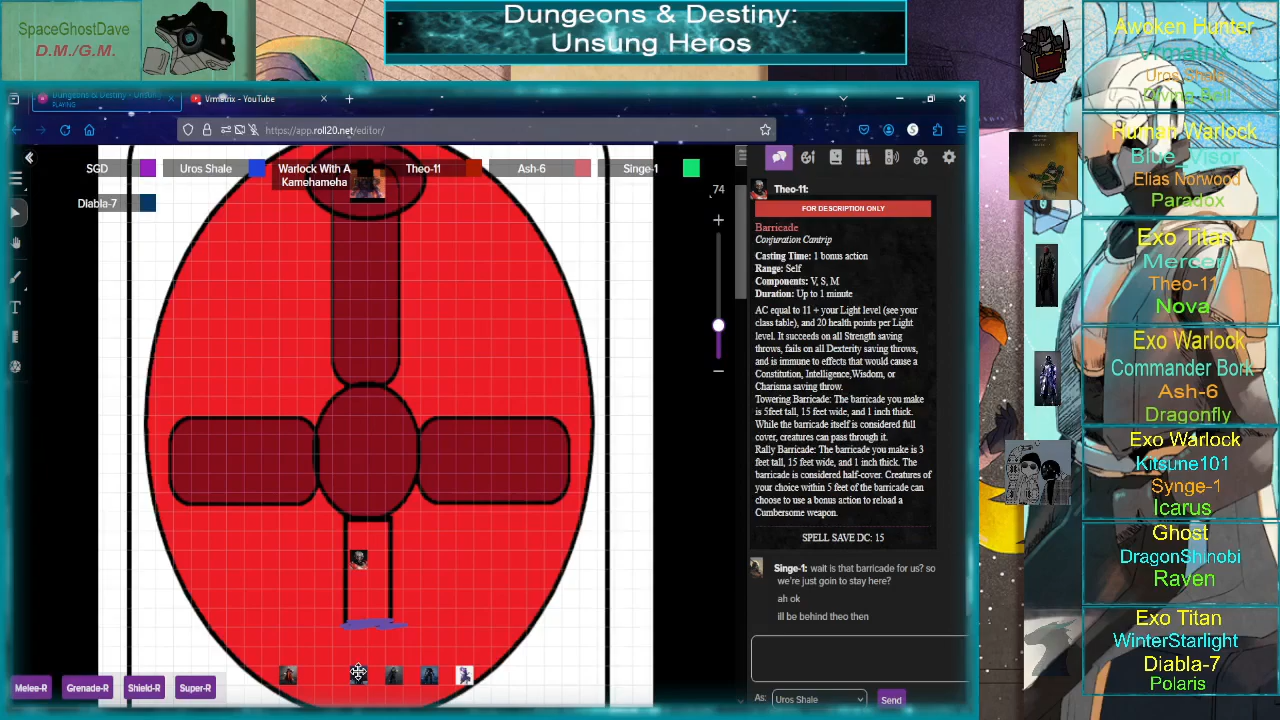 SpaceGhostDave
D.M./G.M.
Dungeons & Destiny:
Unsung Heros
Dungeons & Destiny - Unsung
PLAYING
Vrmatrix - YouTube
https://app.roll20.net/editor/
SGD
Uros Shale
Warlock With A
Kamehameha
Theo-11
Ash-6
Singe-1
Diabla-7
.74
Theo-11:
FOR DESCRIPTION ONLY
Barricade
Conjuration Cantrip
Casting Time: 1 bonus action
Range: Self
Components: V, S, M
Duration: Up to 1 minute
AC equal to 11 + your Light level (see your
class table), and 20 health points per Light
level. It succeeds on all Strength saving
throws, fails on all Dexterity saving throws,
and is immune to effects that would cause a
Constitution, Intelligence,Wisdom, or
Charisma saving throw.
Towering Barricade: The barricade you make
is 5feet tall, 15 feet wide, and 1 inch thick.
While the barricade itself is considered full
cover, creatures can pass through it.
Rally Barricade: The barricade you make is 3
feet tall, 15 feet wide, and 1 inch thick. The
barricade is considered half-cover. Creatures of
your choice within 5 feet of the barricade can
choose to use a bonus action to reload a
Cumbersome weapon.
SPELL SAVE DC: 15
Singe-1: wait is that barricade for us? so
we're just goin to stay here?
ah ok
ill be behind theo then
As: Uros Shale
Send
Melee-R
Grenade-R
Shield-R
Super-R
Awoken Hunter
Vrmatrix
Uros Shale
Diving Bell
Human Warlock
Blue_Visor
Elias Norwood
Paradox
Exo Titan
Mercer
Theo-11
Nova
Exo Warlock
Commander Bork
Ash-6
Dragonfly
Exo Warlock
Kitsune101
Synge-1
Icarus
Ghost
DragonShinobi
Raven
Exo Titan
WinterStarlight
Diabla-7
Polaris